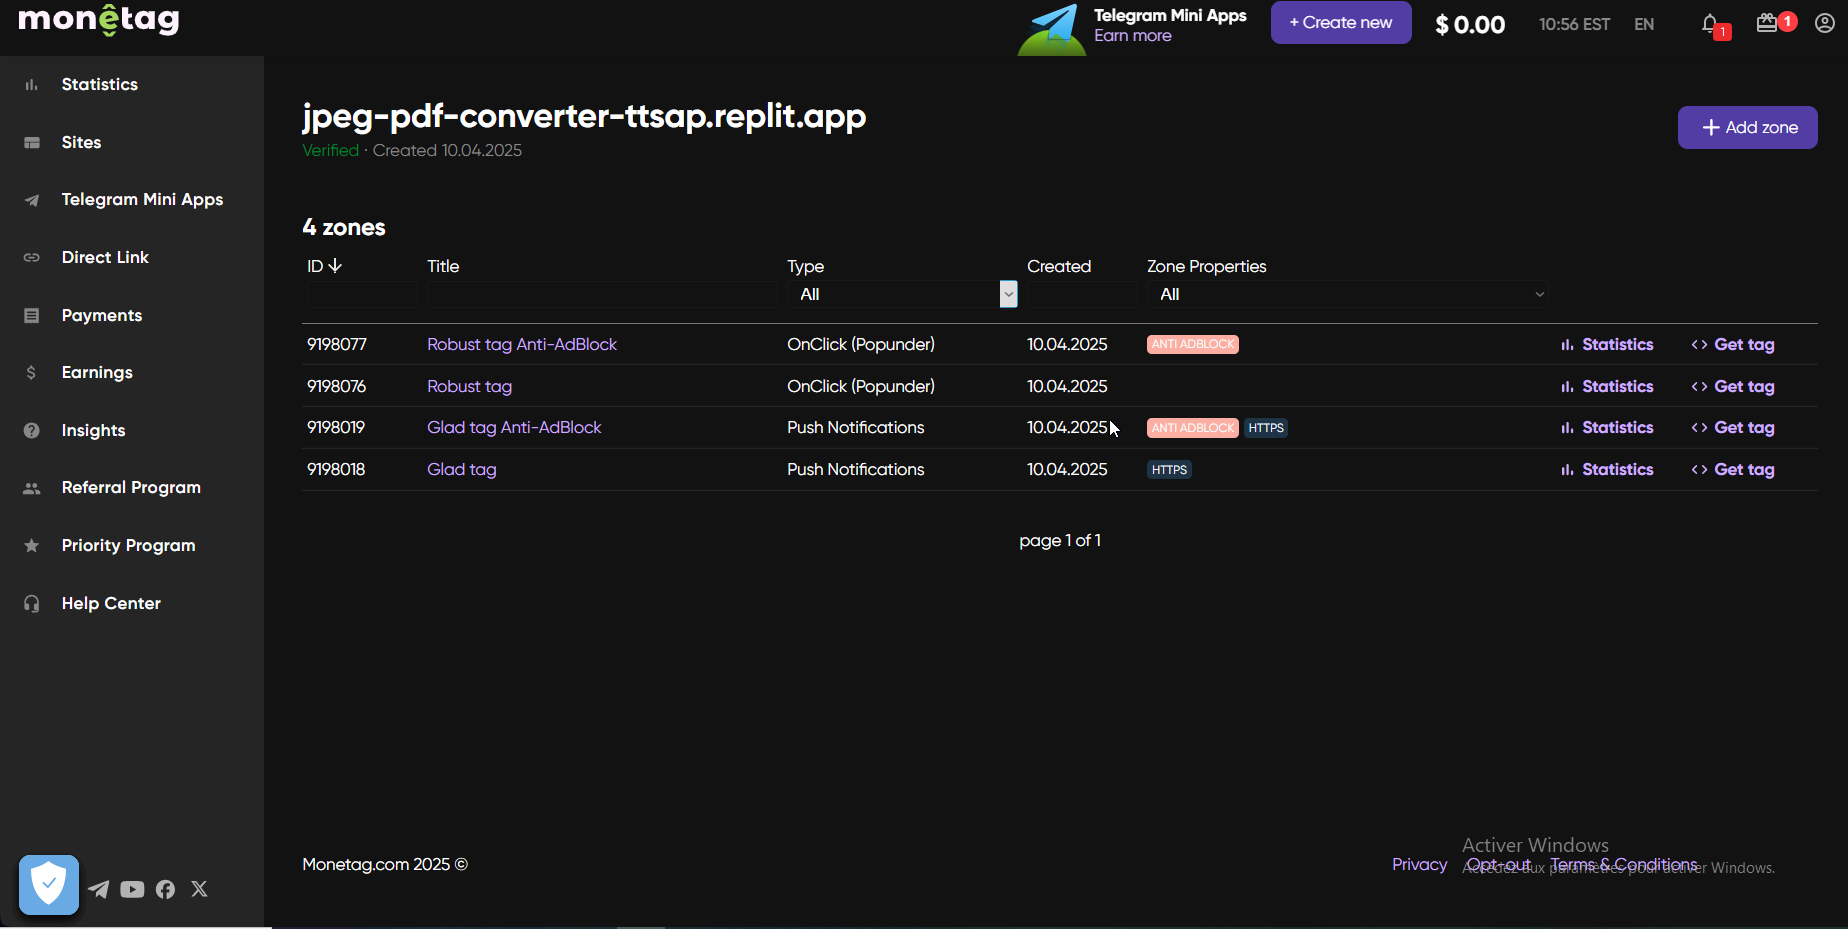 monêtag
Telegram Mini Apps
Earn more
+ Create new
$ 0.00
10:56 EST
EN
1
1
Statistics
Sites
Telegram Mini Apps
Direct Link
Payments
Earnings
Insights
Referral Program
Priority Program
Help Center
jpeg-pdf-converter-ttsap.replit.app
Verified · Created 10.04.2025
+ Add zone
4 zones
ID ↓ Title Type Created Zone Properties
All All
9198077 Robust tag Anti-AdBlock OnClick (Popunder) 10.04.2025 ANTI ADBLOCK Statistics <> Get tag
9198076 Robust tag OnClick (Popunder) 10.04.2025 Statistics <> Get tag
9198019 Glad tag Anti-AdBlock Push Notifications 10.04.2025 ANTI ADBLOCK HTTPS Statistics <> Get tag
9198018 Glad tag Push Notifications 10.04.2025 HTTPS Statistics <> Get tag
page 1 of 1
Monetag.com 2025 ©
Privacy Opt-out Terms & Conditions
Activer Windows
Accédez aux paramètres pour activer Windows.